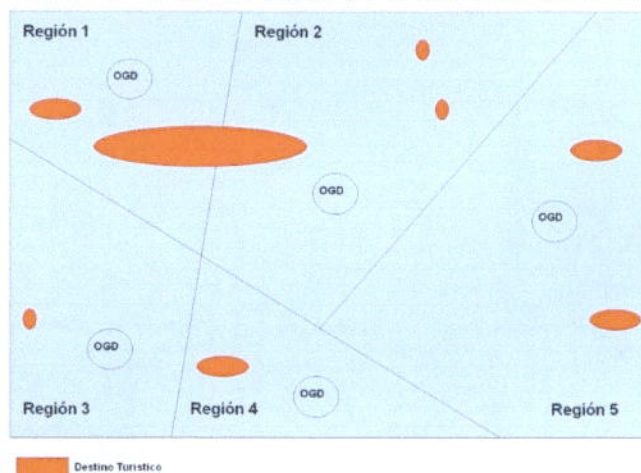 Región 1
Región 2
OGD
OGD
OGD
OGD
OGD
Región 3
Región 4
Región 5
Destino Turístico